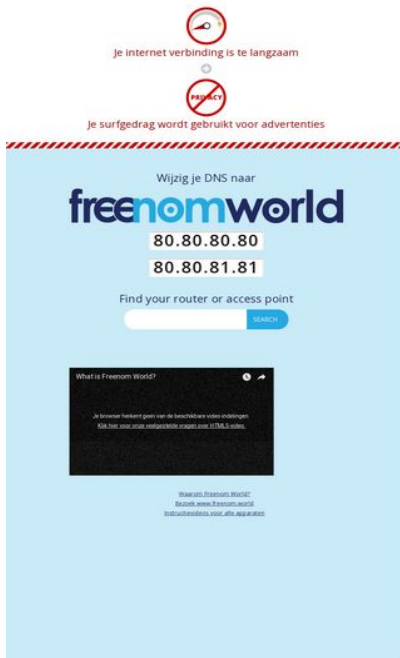 Je internet verbinding is te langzaam
PRIVACY
Je surfgedrag wordt gebruikt voor advertenties
Wijzig je DNS naar
freenomworld
80.80.80.80
80.80.81.81
Find your router or access point
SEARCH
What is Freenom World?
Je browser herkent geen van de beschikbare video-indelingen.
Klik hier voor onze veelgestelde vragen over HTML5-video.
Waarom Freenom World?
Bezoek www.freenom.world
Instructievideos voor alle apparaten